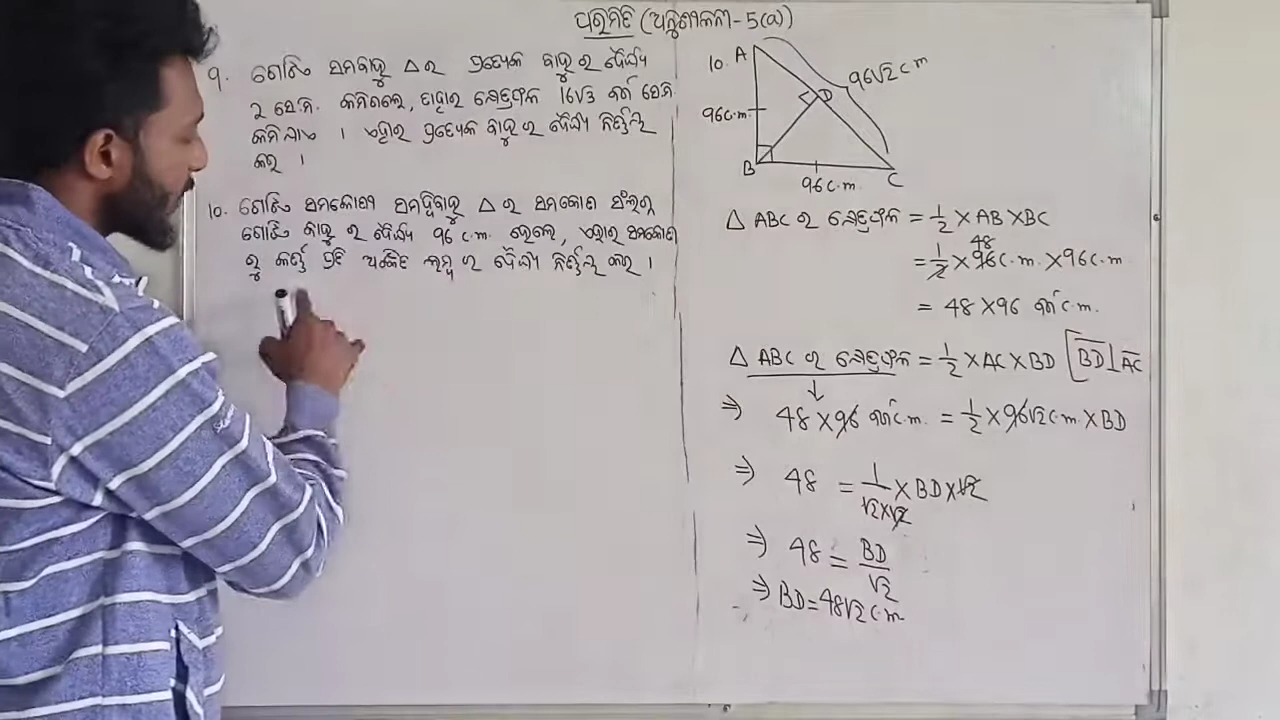 ପରିମିତି (ଅନୁଶୀଳନୀ-5(a))
୨. ଗୋଟିଏ ସମବାହୁ Δ ର ପ୍ରତ୍ୟେକ ବାହୁ ର ଦୈର୍ଘ୍ୟ
୨ ସେ.ମି. କମିଗଲେ, ତାହାର କ୍ଷେତ୍ରଫଳ 16√3 ବର୍ଗ ସେ.ମି
କମିଯାଏ । ଏହାର ପ୍ରତ୍ୟେକ ବାହୁ ର ଦୈର୍ଘ୍ୟ ନିର୍ଣ୍ଣୟ
କର ।
10. ଗୋଟିଏ ସମକୋଣୀ ସମଦ୍ଵିବାହୁ Δ ର ସମକୋଣ ସଂଲଗ୍ନ
ଗୋଟିଏ ବାହୁ ର ଦୈର୍ଘ୍ୟ 96 c.m. ହେଲେ, ଏହାର ସମକୋଣ
ରୁ କର୍ଣ୍ଣ ପ୍ରତି ଅଙ୍କିତ ଲମ୍ବ ର ଦୈର୍ଘ୍ୟ ନିର୍ଣ୍ଣୟ କର ।
10. A
96√2 c m
D
96c.m.
B
C
96c.m.
Δ ABC ର କ୍ଷେତ୍ରଫଳ = 1/2 × AB × BC
48
= 1/2 × 96c.m. × 96c.m.
= 48 × 96 ବର୍ଗ c.m.
Δ ABC ର କ୍ଷେତ୍ରଫଳ = 1/2 × AC × BD [BD ⊥ AC
⇒ 48 × 96 ବର୍ଗ c.m. = 1/2 × 96√2 c.m. × BD
⇒ 48 = 1/√2×√2 × BD × √2
⇒ 48 = BD/√2
⇒ BD = 48√2 c.m.